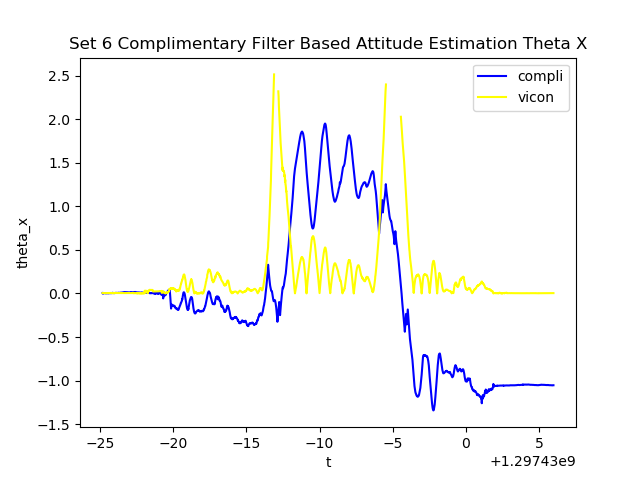 Set 6 Complimentary Filter Based Attitude Estimation Theta X
compli
vicon
2.5
2.0
1.5
1.0
0.5
0.0
−0.5
−1.0
−1.5
theta_x
−25 −20 −15 −10 −5 0 5
t
+1.29743e9